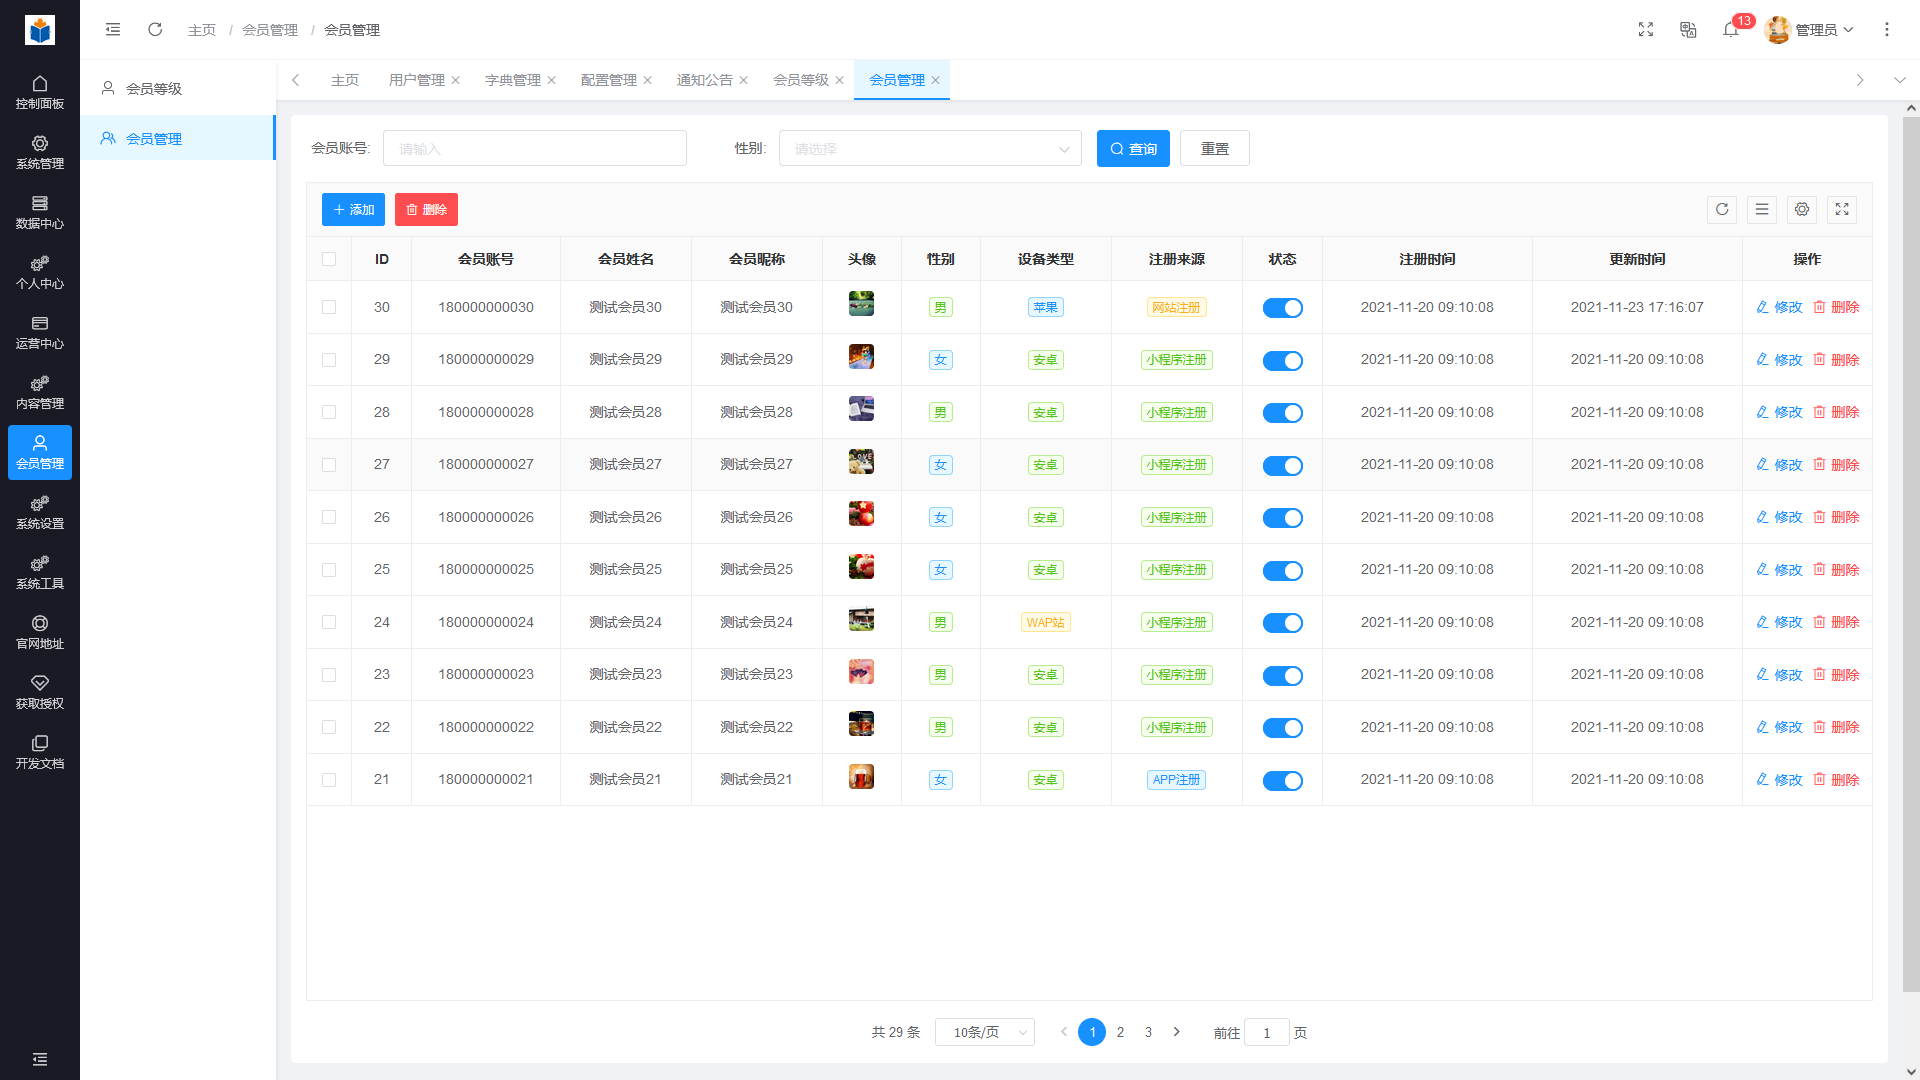 主页 / 会员管理 / 会员管理
13
管理员
控制面板
系统管理
数据中心
个人中心
运营中心
内容管理
会员管理
系统设置
系统工具
官网地址
获取授权
开发文档
会员等级
会员管理
主页 用户管理 字典管理 配置管理 通知公告 会员等级 会员管理
会员账号: 请输入 性别: 请选择 查询 重置
添加 删除
ID 会员账号 会员姓名 会员昵称 头像 性别 设备类型 注册来源 状态 注册时间 更新时间 操作
30 180000000030 测试会员30 测试会员30 男 苹果 网站注册 2021-11-20 09:10:08 2021-11-23 17:16:07 修改 删除
29 180000000029 测试会员29 测试会员29 女 安卓 小程序注册 2021-11-20 09:10:08 2021-11-20 09:10:08 修改 删除
28 180000000028 测试会员28 测试会员28 男 安卓 小程序注册 2021-11-20 09:10:08 2021-11-20 09:10:08 修改 删除
27 180000000027 测试会员27 测试会员27 女 安卓 小程序注册 2021-11-20 09:10:08 2021-11-20 09:10:08 修改 删除
26 180000000026 测试会员26 测试会员26 女 安卓 小程序注册 2021-11-20 09:10:08 2021-11-20 09:10:08 修改 删除
25 180000000025 测试会员25 测试会员25 女 安卓 小程序注册 2021-11-20 09:10:08 2021-11-20 09:10:08 修改 删除
24 180000000024 测试会员24 测试会员24 男 WAP站 小程序注册 2021-11-20 09:10:08 2021-11-20 09:10:08 修改 删除
23 180000000023 测试会员23 测试会员23 男 安卓 小程序注册 2021-11-20 09:10:08 2021-11-20 09:10:08 修改 删除
22 180000000022 测试会员22 测试会员22 男 安卓 小程序注册 2021-11-20 09:10:08 2021-11-20 09:10:08 修改 删除
21 180000000021 测试会员21 测试会员21 女 安卓 APP注册 2021-11-20 09:10:08 2021-11-20 09:10:08 修改 删除
共 29 条 10条/页 1 2 3 前往 1 页